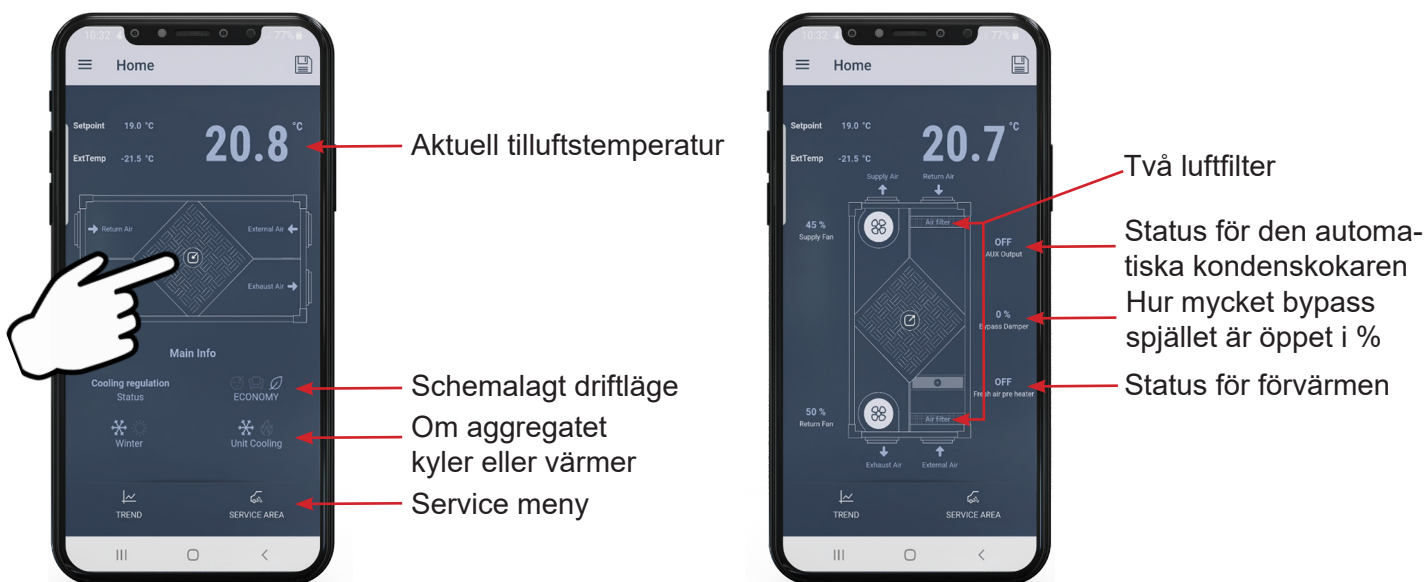 10:32
77%
Home
Setpoint 19.0 °C
20.8 °C
ExtTemp -21.5 °C
Return Air
External Air
Exhaust Air
Main Info
Cooling regulation
Status
ECONOMY
Winter
Unit Cooling
TREND
SERVICE AREA
Aktuell tilluftstemperatur
Schemalagt driftläge
Om aggregatet
kyler eller värmer
Service meny
10:32
77%
Home
Setpoint 19.0 °C
20.7 °C
ExtTemp -21.5 °C
Supply Air
Return Air
45 %
Supply Fan
Air filter
OFF
AUX Output
0 %
Bypass Damper
OFF
Fresh air pre heater
50 %
Return Fan
Air filter
Exhaust Air
External Air
TREND
SERVICE AREA
Två luftfilter
Status för den automa-
tiska kondenskokaren
Hur mycket bypass
spjället är öppet i %
Status för förvärmen